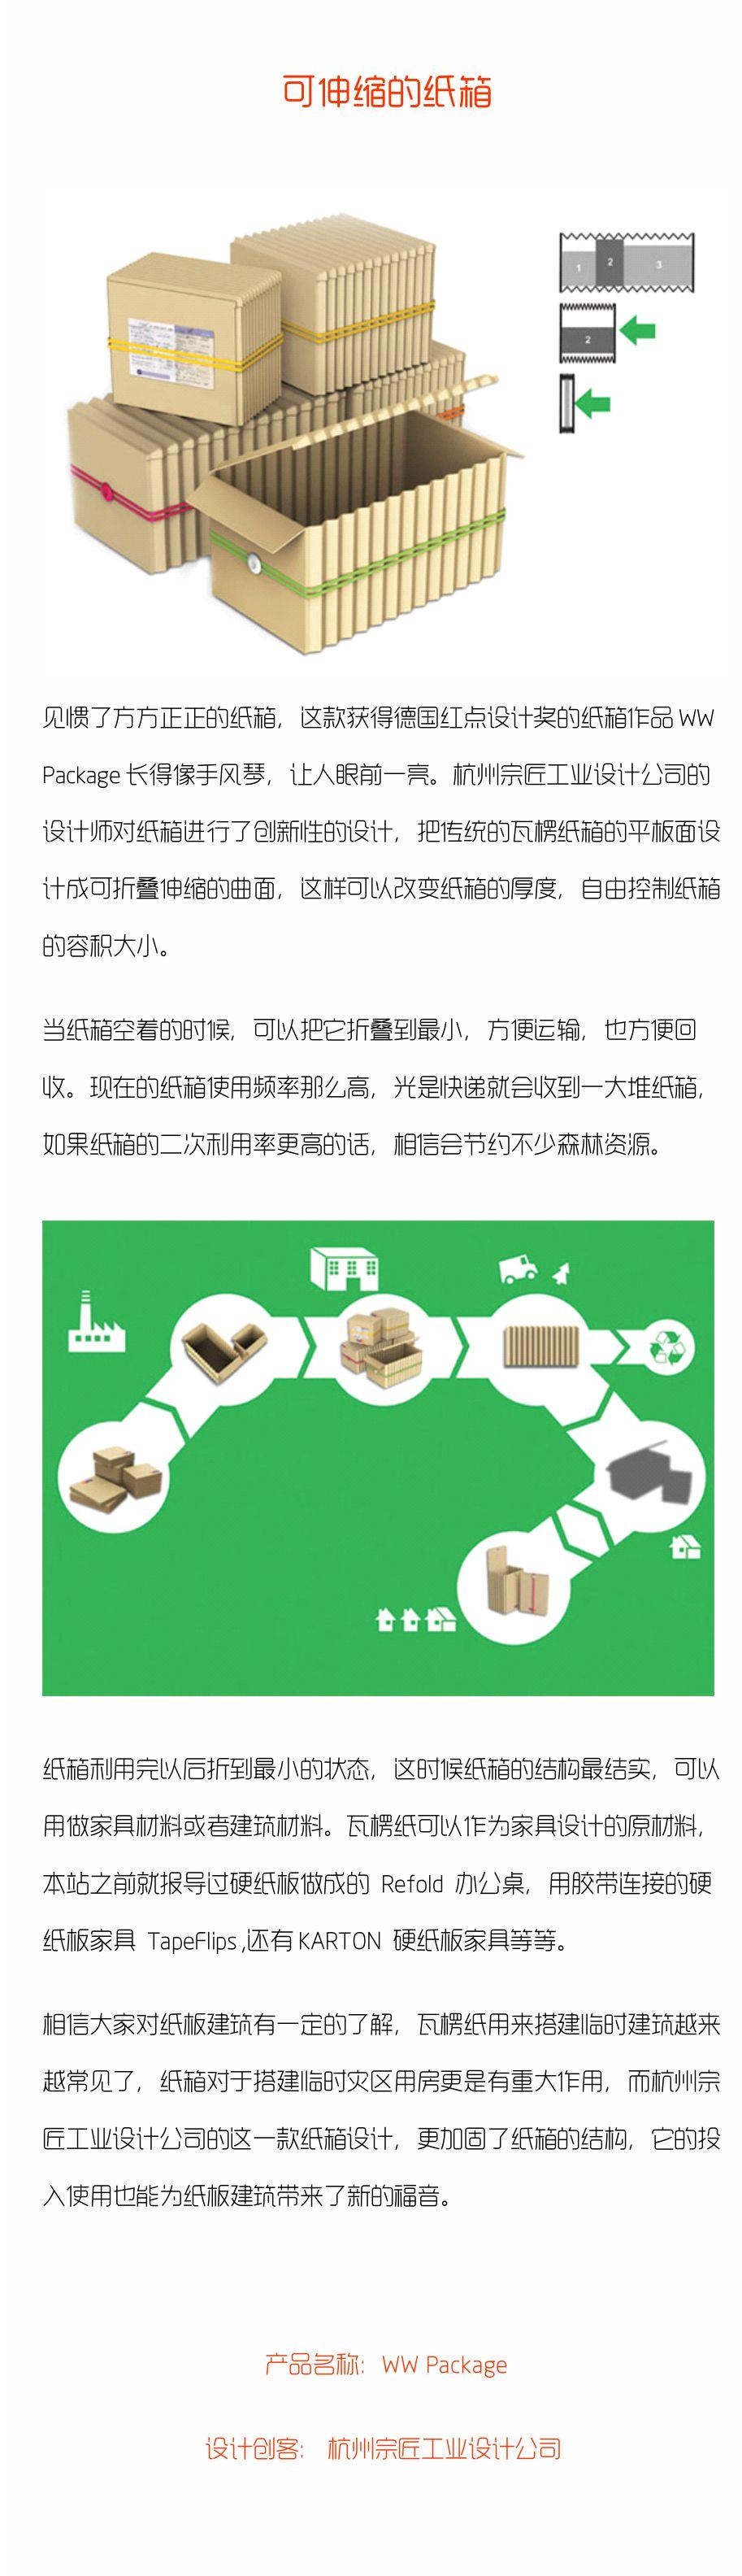 可伸缩的纸箱
1 2 3
2
见惯了方方正正的纸箱，这款获得德国红点设计奖的纸箱作品 WW
Package 长得像手风琴，让人眼前一亮。杭州宗匠工业设计公司的
设计师对纸箱进行了创新性的设计，把传统的瓦楞纸箱的平板面设
计成可折叠伸缩的曲面，这样可以改变纸箱的厚度，自由控制纸箱
的容积大小。
当纸箱空着的时候，可以把它折叠到最小，方便运输，也方便回
收。现在的纸箱使用频率那么高，光是快递就会收到一大堆纸箱，
如果纸箱的二次利用率更高的话，相信会节约不少森林资源。
纸箱利用完以后折到最小的状态，这时候纸箱的结构最结实，可以
用做家具材料或者建筑材料。瓦楞纸可以作为家具设计的原材料，
本站之前就报导过硬纸板做成的 Refold 办公桌，用胶带连接的硬
纸板家具 TapeFlips ,还有 KARTON 硬纸板家具等等。
相信大家对纸板建筑有一定的了解，瓦楞纸用来搭建临时建筑越来
越常见了，纸箱对于搭建临时灾区用房更是有重大作用，而杭州宗
匠工业设计公司的这一款纸箱设计，更加固了纸箱的结构，它的投
入使用也能为纸板建筑带来了新的福音。
产品名称：WW Package
设计创客： 杭州宗匠工业设计公司